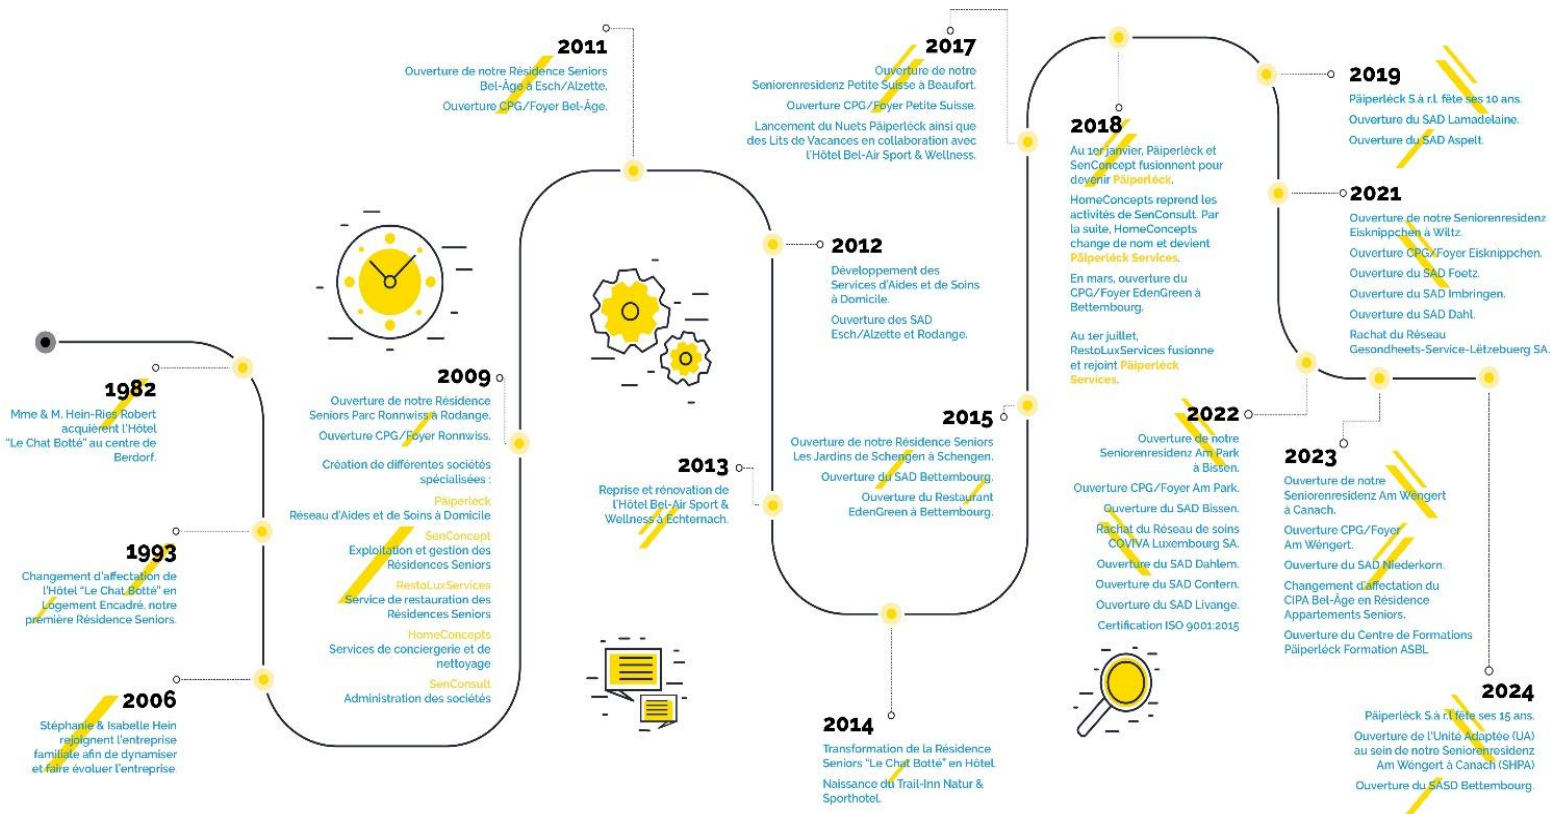 1982
Mme & M. Hein-Ries Robert
acquièrent l'Hôtel
"Le Chat Botté" au centre de
Berdorf.
1993
Changement d'affectation de
l'Hôtel "Le Chat Botté" en
Logement Encadré, notre
première Résidence Seniors.
2006
Stéphanie & Isabelle Hein
rejoignent l'entreprise
familiale afin de dynamiser
et faire évoluer l'entreprise.
2009
Ouverture de notre Résidence
Seniors Parc Ronnwiss à Rodange.
Ouverture CPG/Foyer Ronnwiss.
Création de différentes sociétés
spécialisées :
Päiperléck
Réseau d'Aides et de Soins à Domicile
SenConcept
Exploitation et gestion des
Résidences Seniors
RestoLuxServices
Service de restauration des
Résidences Seniors
HomeConcepts
Services de conciergerie et de
nettoyage
SenConsult
Administration des sociétés
2011
Ouverture de notre Résidence Seniors
Bel-Âge à Esch/Alzette.
Ouverture CPG/Foyer Bel-Âge.
2012
Développement des
Services d'Aides et de Soins
à Domicile.
Ouverture des SAD
Esch/Alzette et Rodange.
2013
Reprise et rénovation de
l'Hôtel Bel-Air Sport &
Wellness à Echternach.
2014
Transformation de la Résidence
Seniors "Le Chat Botté" en Hôtel.
Naissance du Trail-Inn Natur &
Sporthotel.
2015
Ouverture de notre Résidence Seniors
Les Jardins de Schengen à Schengen.
Ouverture du SAD Bettembourg.
Ouverture du Restaurant
EdenGreen à Bettembourg.
2017
Ouverture de notre
Seniorenresidenz Petite Suisse à Beaufort.
Ouverture CPG/Foyer Petite Suisse.
Lancement du Nuets Päiperléck ainsi que
des Lits de Vacances en collaboration avec
l'Hôtel Bel-Air Sport & Wellness.
2018
Au 1er janvier, Päiperléck et
SenConcept fusionnent pour
devenir Päiperléck.
HomeConcepts reprend les
activités de SenConsult. Par
la suite, HomeConcepts
change de nom et devient
Päiperléck Services.
En mars, ouverture du
CPG/Foyer EdenGreen à
Bettembourg.
Au 1er juillet,
RestoLuxServices fusionne
et rejoint Päiperléck
Services.
2019
Päiperléck S.à r.l. fête ses 10 ans.
Ouverture du SAD Lamadelaine.
Ouverture du SAD Aspelt.
2021
Ouverture de notre Seniorenresidenz
Eisknippchen à Wiltz.
Ouverture CPG/Foyer Eisknippchen.
Ouverture du SAD Foetz.
Ouverture du SAD Imbringen.
Ouverture du SAD Dahl.
Rachat du Réseau
Gesondheets-Service-Lëtzebuerg SA.
2022
Ouverture de notre
Seniorenresidenz Am Park
à Bissen.
Ouverture CPG/Foyer Am Park.
Ouverture du SAD Bissen.
Rachat du Réseau de soins
COVIVA Luxembourg SA.
Ouverture du SAD Dahlem.
Ouverture du SAD Contern.
Ouverture du SAD Livange.
Certification ISO 9001:2015
2023
Ouverture de notre
Seniorenresidenz Am Wéngert
à Canach.
Ouverture CPG/Foyer
Am Wéngert.
Ouverture du SAD Niederkorn.
Changement d'affectation du
CIPA Bel-Âge en Résidence
Appartements Seniors.
Ouverture du Centre de Formations
Päiperléck Formation ASBL.
2024
Päiperléck S.à r.l fête ses 15 ans.
Ouverture de l'Unité Adaptée (UA)
au sein de notre Seniorenresidenz
Am Wéngert à Canach (SHPA)
Ouverture du SASD Bettembourg.